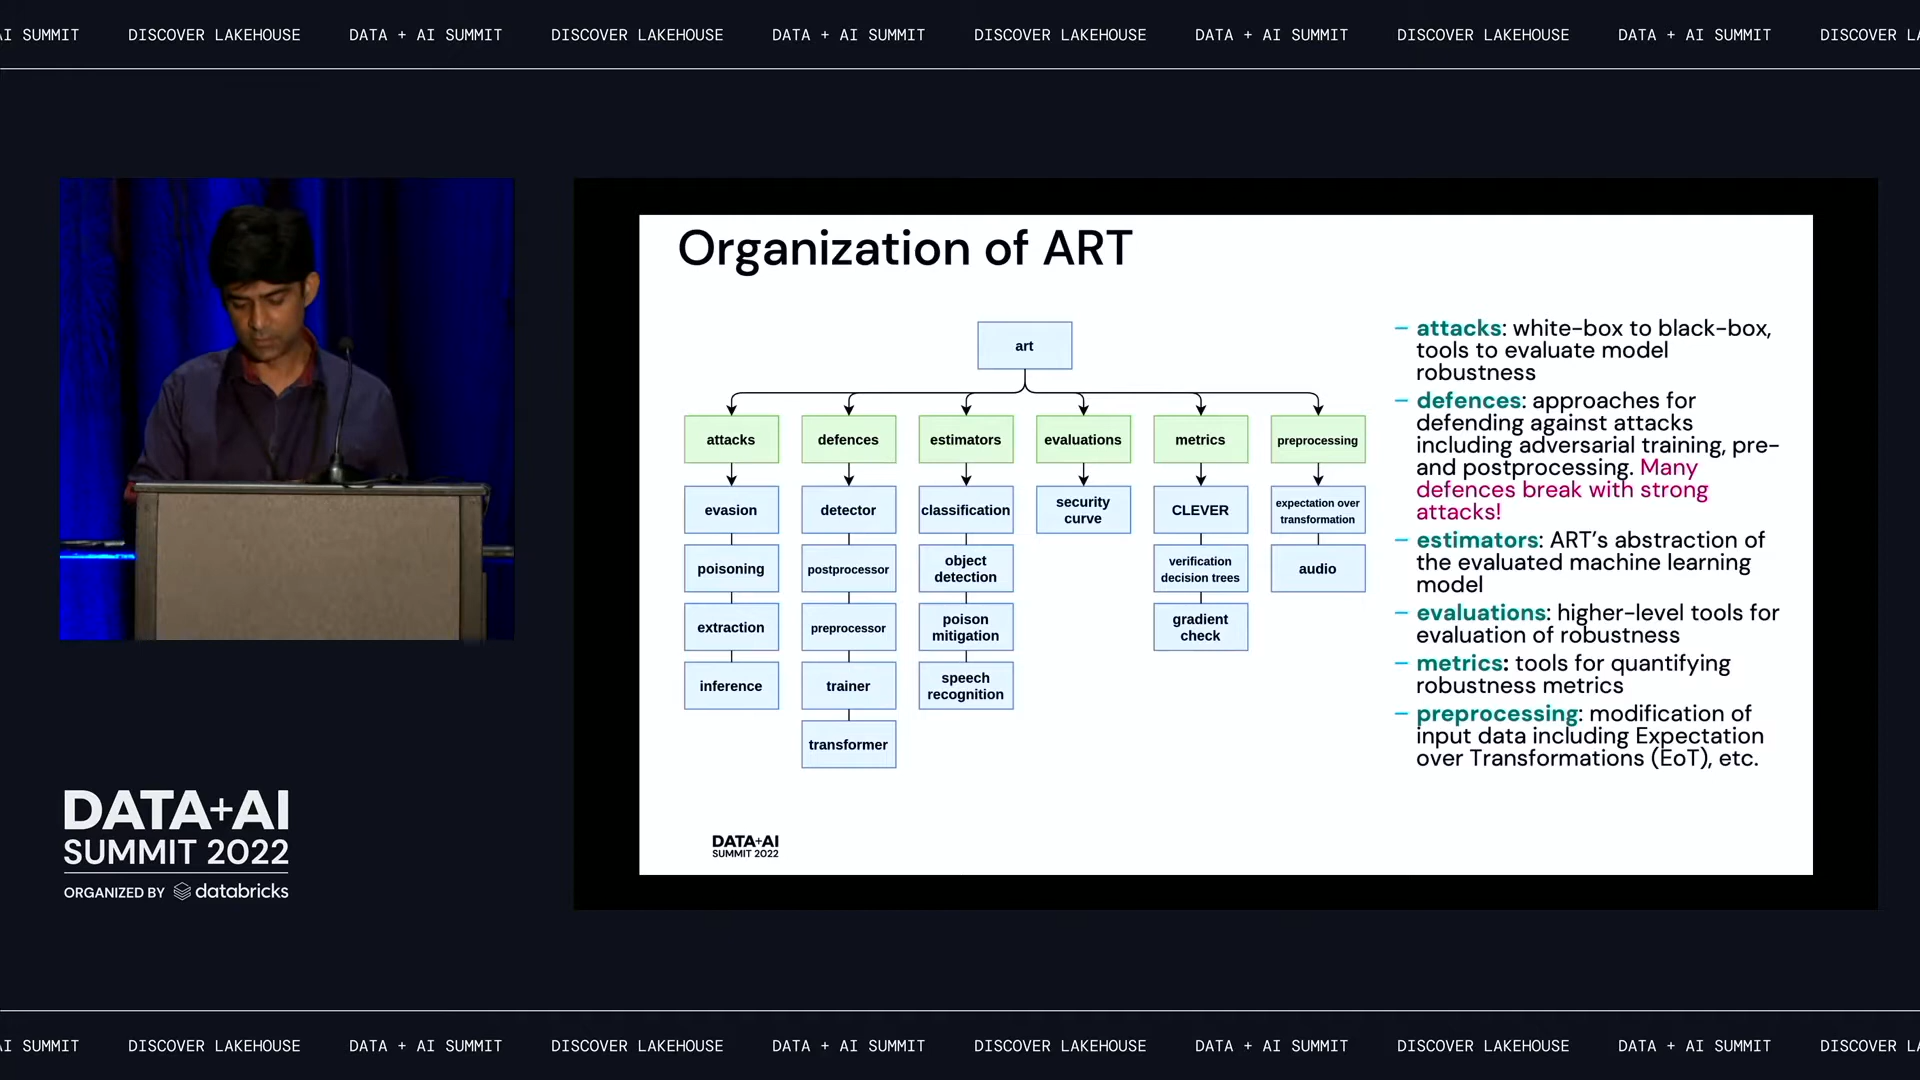 AI SUMMIT DISCOVER LAKEHOUSE DATA + AI SUMMIT DISCOVER LAKEHOUSE DATA + AI SUMMIT DISCOVER LAKEHOUSE DATA + AI SUMMIT DISCOVER LAKEHOUSE DATA + AI SUMMIT DISCOVER LA
Organization of ART
art
attacks
defences
estimators
evaluations
metrics
preprocessing
evasion
poisoning
extraction
inference
detector
postprocessor
preprocessor
trainer
transformer
classification
object
detection
poison
mitigation
speech
recognition
security
curve
CLEVER
verification
decision trees
gradient
check
expectation over
transformation
audio
– attacks: white-box to black-box,
tools to evaluate model
robustness
– defences: approaches for
defending against attacks
including adversarial training, pre-
and postprocessing. Many
defences break with strong
attacks!
– estimators: ART’s abstraction of
the evaluated machine learning
model
– evaluations: higher-level tools for
evaluation of robustness
– metrics: tools for quantifying
robustness metrics
– preprocessing: modification of
input data including Expectation
over Transformations (EoT), etc.
DATA+AI
SUMMIT 2022
DATA+AI
SUMMIT 2022
ORGANIZED BY databricks
AI SUMMIT DISCOVER LAKEHOUSE DATA + AI SUMMIT DISCOVER LAKEHOUSE DATA + AI SUMMIT DISCOVER LAKEHOUSE DATA + AI SUMMIT DISCOVER LAKEHOUSE DATA + AI SUMMIT DISCOVER LA